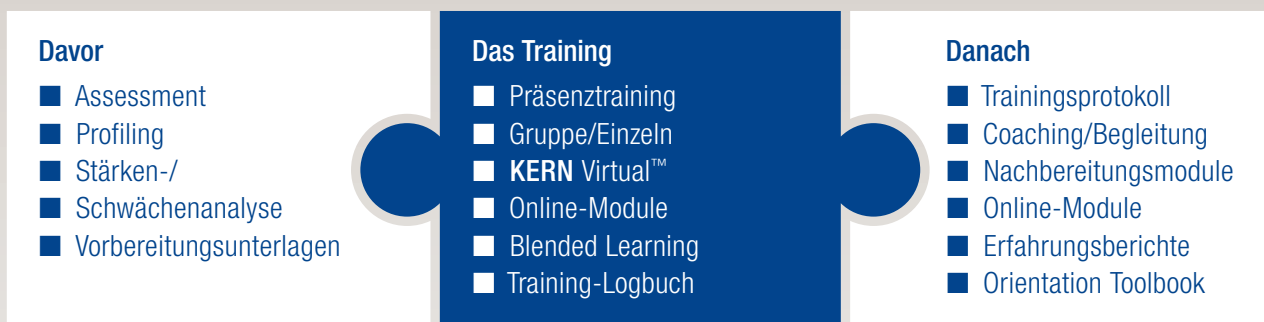 Davor
■ Assessment
■ Profiling
■ Stärken-/
■ Schwächenanalyse
■ Vorbereitungsunterlagen
Das Training
■ Präsenztraining
■ Gruppe/Einzeln
■ KERN Virtual™
■ Online-Module
■ Blended Learning
■ Training-Logbuch
Danach
■ Trainingsprotokoll
■ Coaching/Begleitung
■ Nachbereitungsmodule
■ Online-Module
■ Erfahrungsberichte
■ Orientation Toolbook